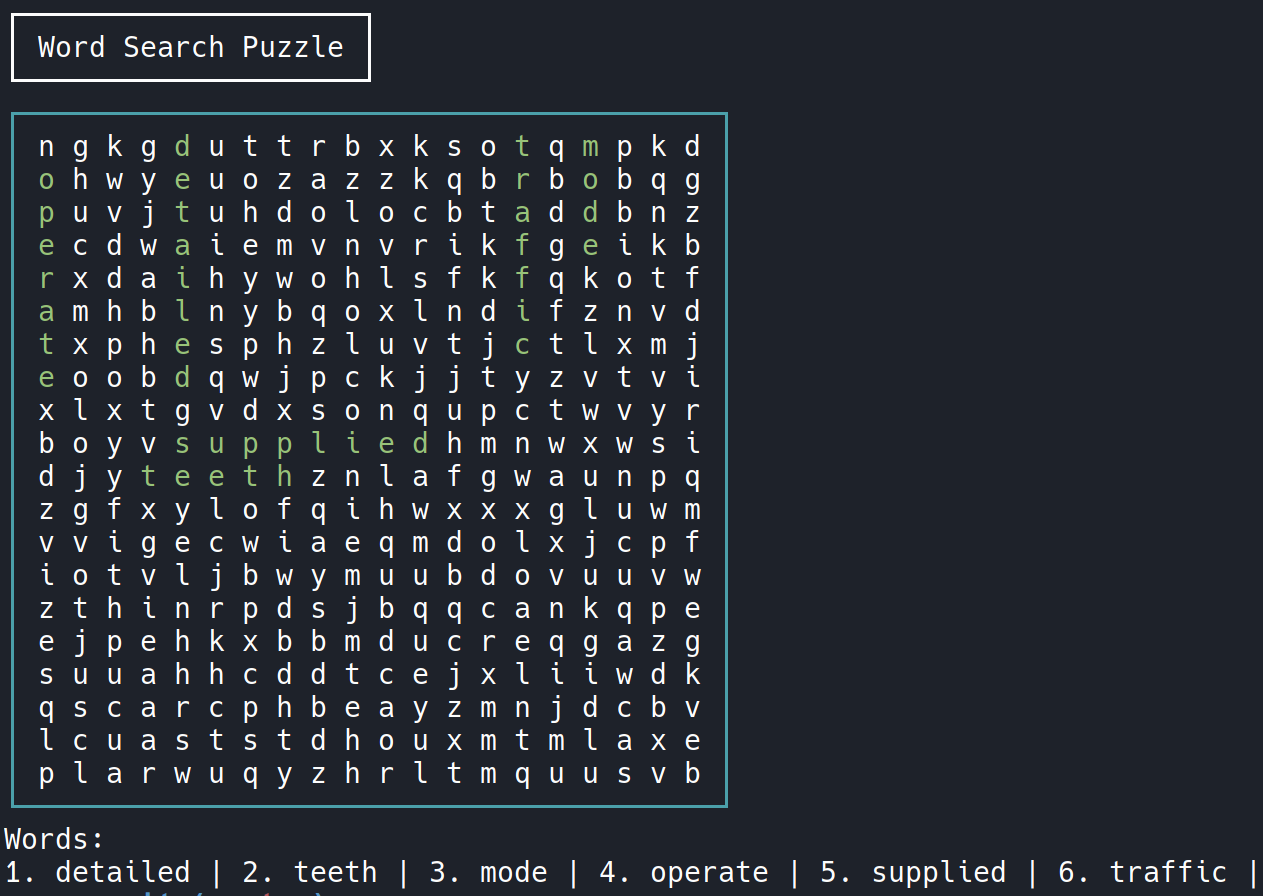 Word Search Puzzle
n g k g d u t t r b x k s o t q m p k d
o h w y e u o z a z z k q b r b o b q g
p u v j t u h d o l o c b t a d d b n z
e c d w a i e m v n v r i k f g e i k b
r x d a i h y w o h l s f k f q k o t f
a m h b l n y b q o x l n d i f z n v d
t x p h e s p h z l u v t j c t l x m j
e o o b d q w j p c k j j t y z v t v i
x l x t g v d x s o n q u p c t w v y r
b o y v s u p p l i e d h m n w x w s i
d j y t e e t h z n l a f g w a u n p q
z g f x y l o f q i h w x x x g l u w m
v v i g e c w i a e q m d o l x j c p f
i o t v l j b w y m u u b d o v u u v w
z t h i n r p d s j b q q c a n k q p e
e j p e h k x b b m d u c r e q g a z g
s u u a h h c d d t c e j x l i i w d k
q s c a r c p h b e a y z m n j d c b v
l c u a s t s t d h o u x m t m l a x e
p l a r w u q y z h r l t m q u u s v b
Words:
1. detailed | 2. teeth | 3. mode | 4. operate | 5. supplied | 6. traffic |